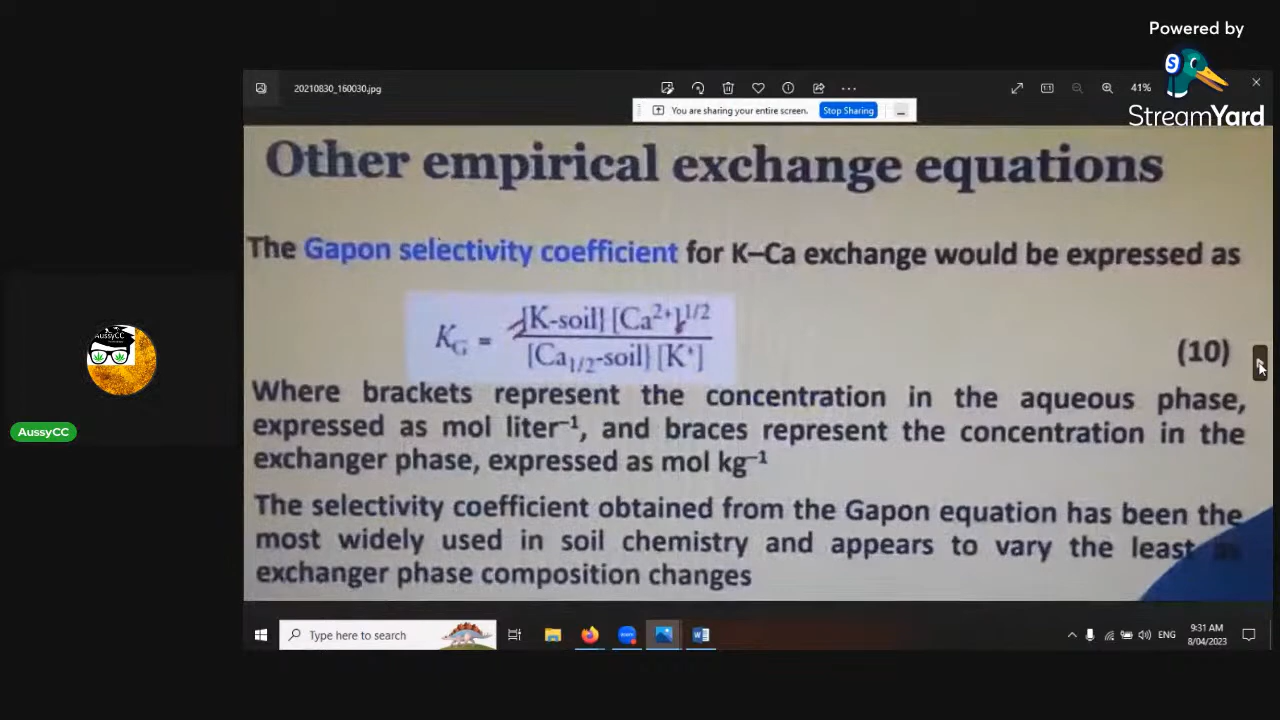 Powered by
StreamYard
20210830_160030.jpg
41%
You are sharing your entire screen.
Stop Sharing
Other empirical exchange equations
The Gapon selectivity coefficient for K–Ca exchange would be expressed as
K_G = {K-soil} [Ca²⁺]^1/2 / {Ca_1/2-soil} [K⁺]
(10)
Where brackets represent the concentration in the aqueous phase,
expressed as mol liter⁻¹, and braces represent the concentration in the
exchanger phase, expressed as mol kg⁻¹
The selectivity coefficient obtained from the Gapon equation has been the
most widely used in soil chemistry and appears to vary the least as
exchanger phase composition changes
AussyCC
AussyCC
Type here to search
ENG
9:31 AM
8/04/2023